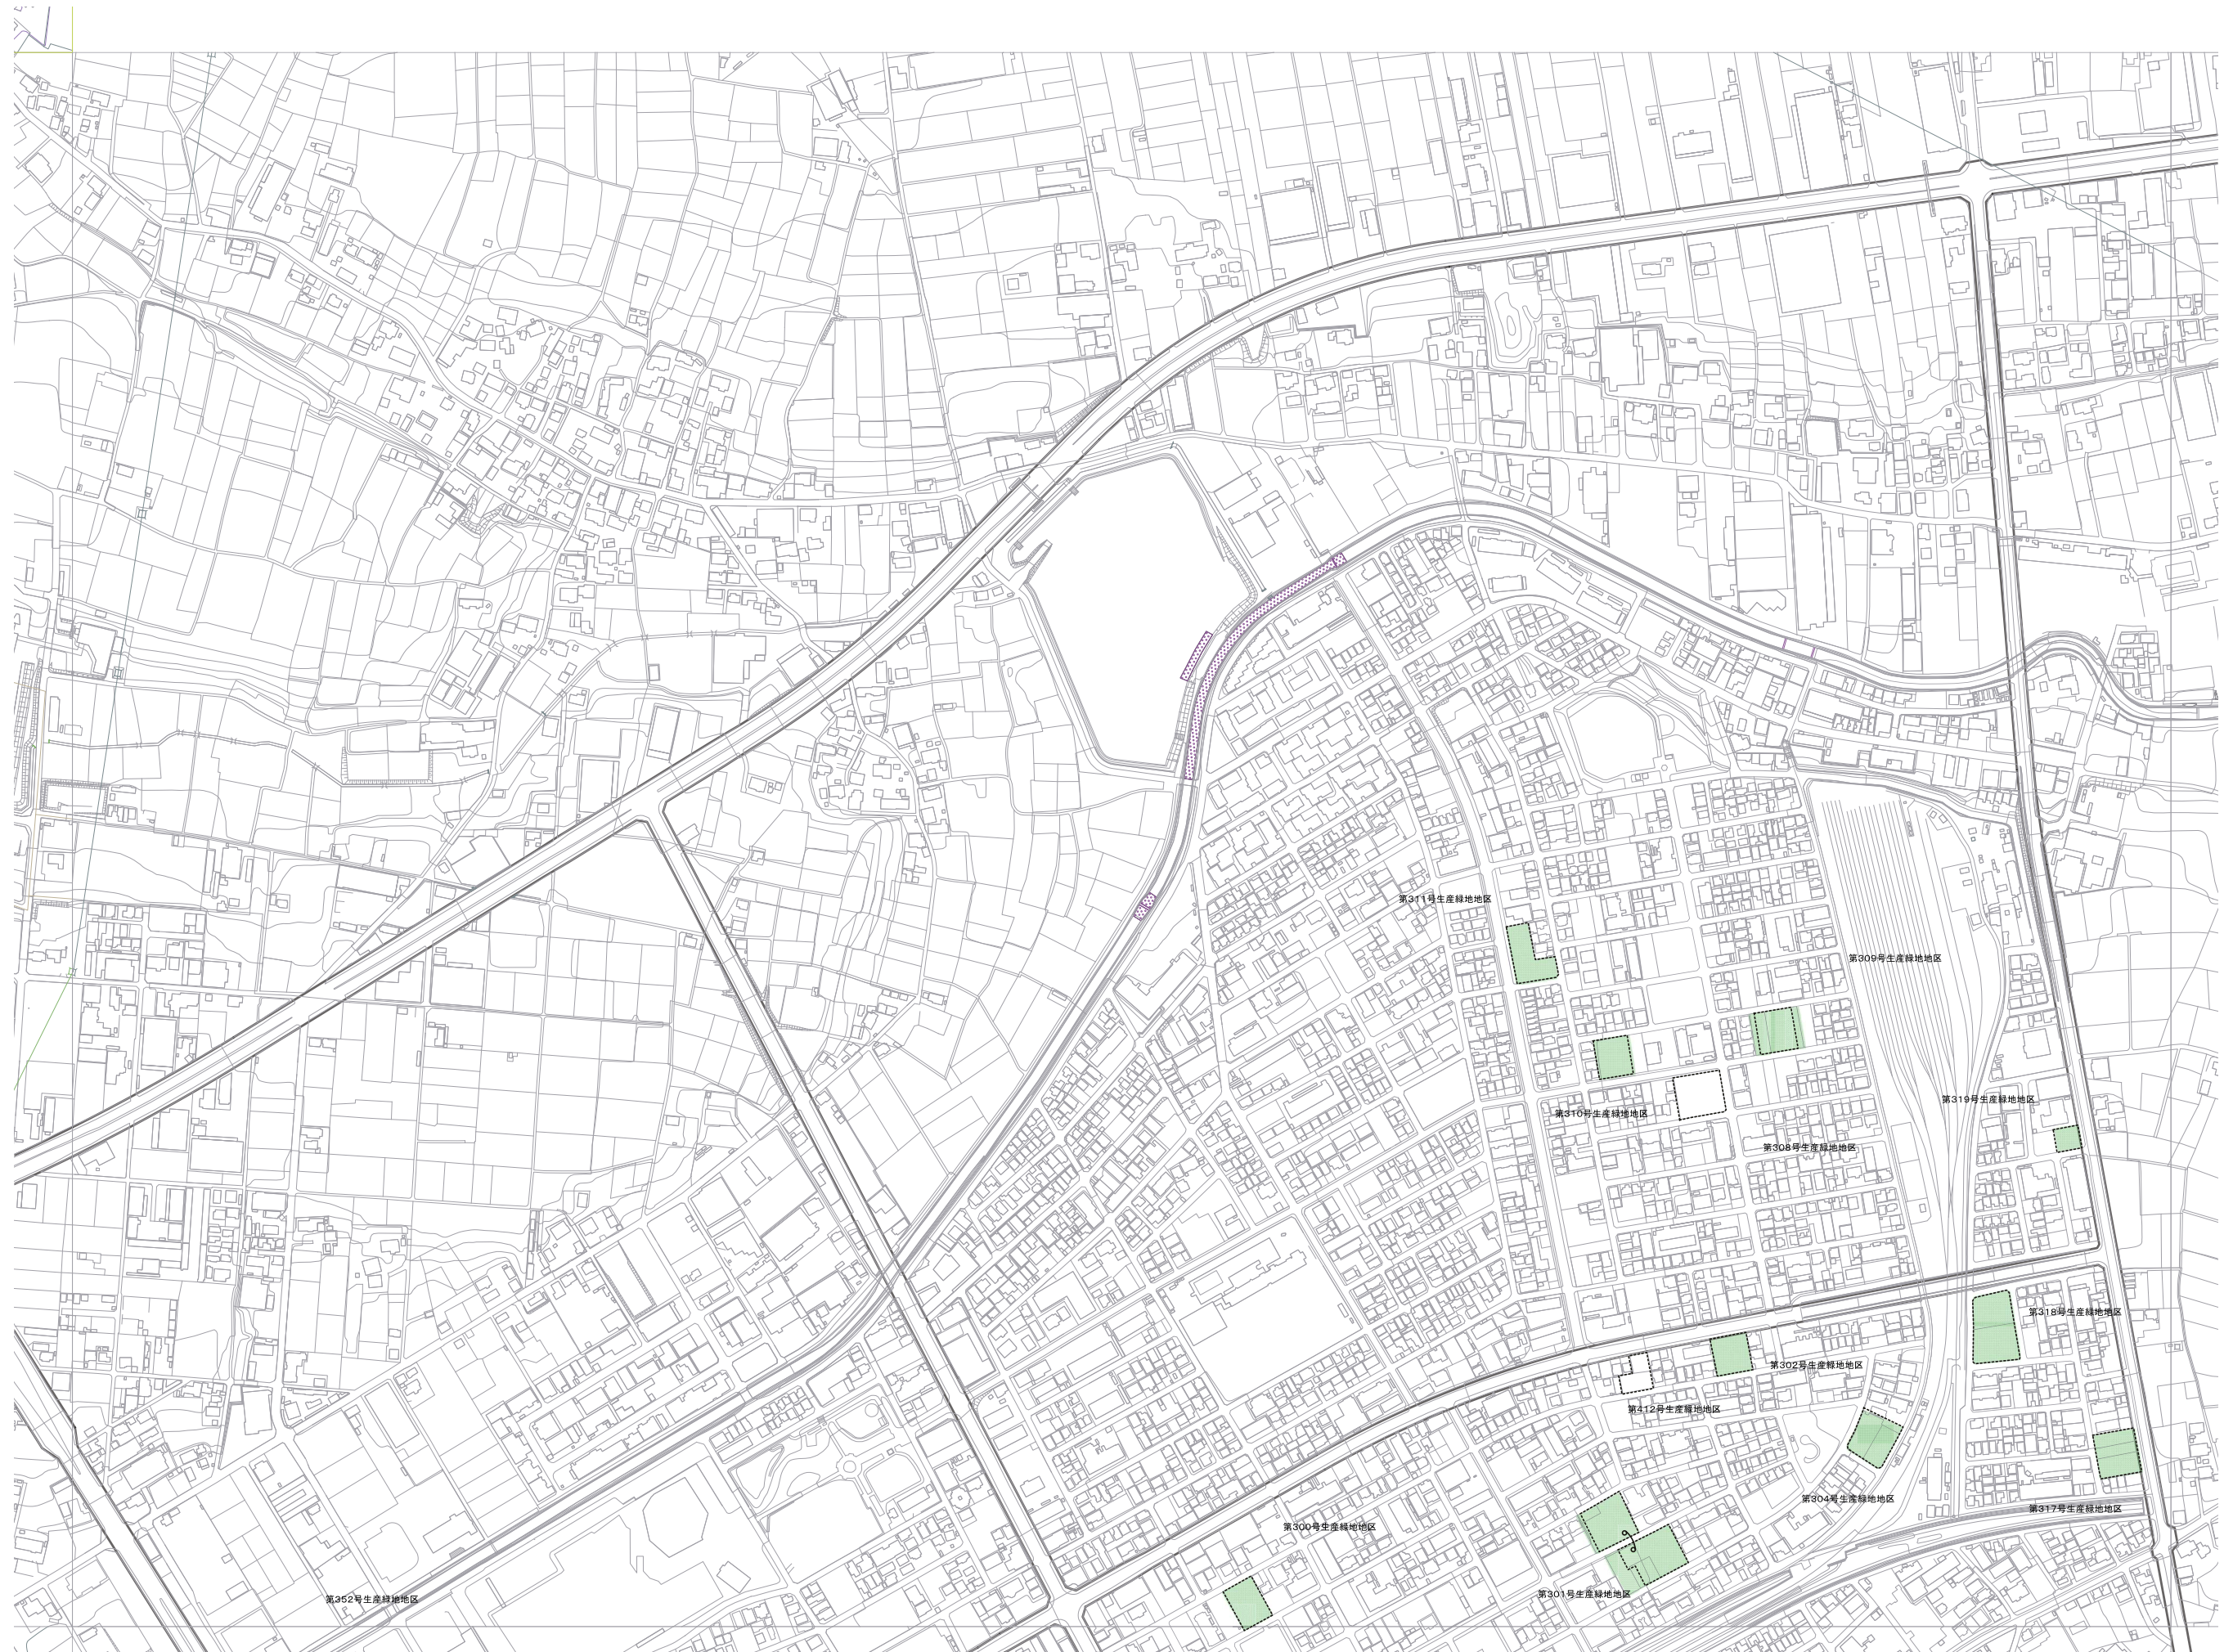 第311号生産緑地地区
第309号生産緑地地区
第319号生産緑地地区
第310号生産緑地地区
第308号生産緑地地区
第318号生産緑地地区
第302号生産緑地地区
第412号生産緑地地区
第304号生産緑地地区
第317号生産緑地地区
第300号生産緑地地区
第301号生産緑地地区
第352号生産緑地地区